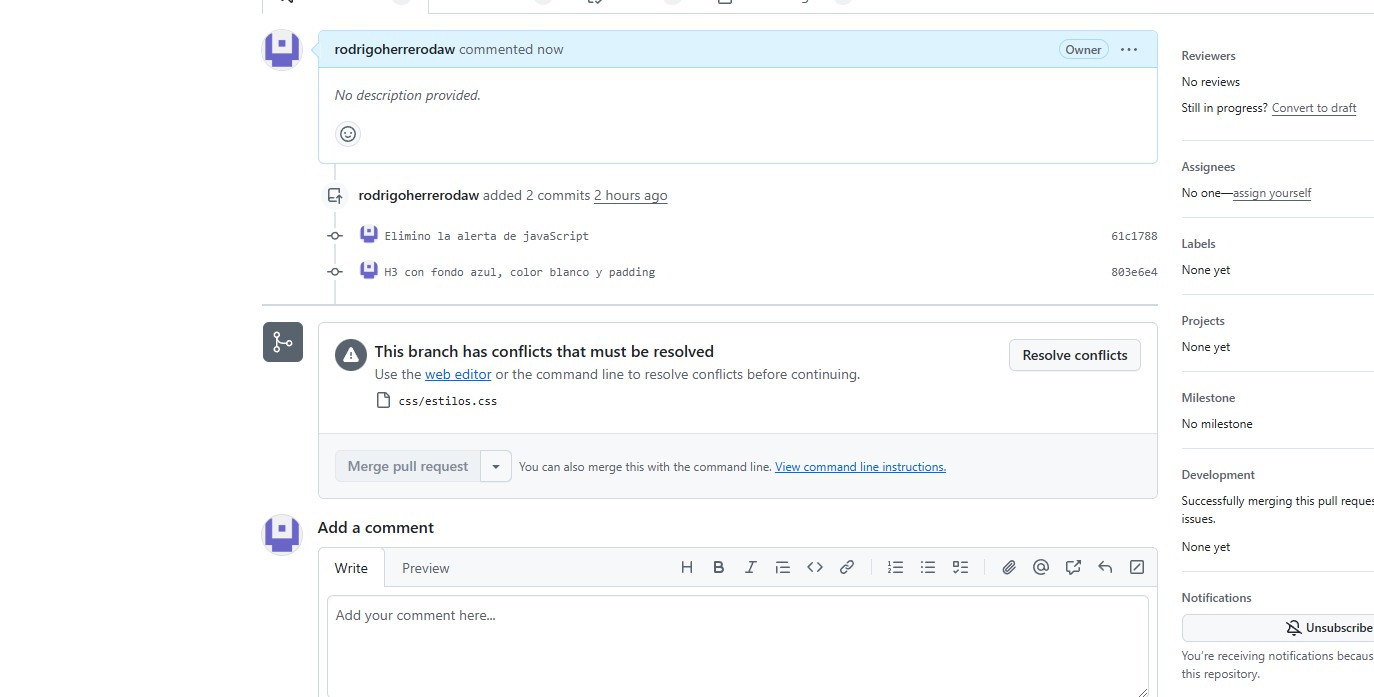 rodrigoherrerodaw commented now
Owner
No description provided.
rodrigoherrerodaw added 2 commits 2 hours ago
Elimino la alerta de javaScript
61c1788
H3 con fondo azul, color blanco y padding
803e6e4
This branch has conflicts that must be resolved
Use the web editor or the command line to resolve conflicts before continuing.
css/estilos.css
Resolve conflicts
Merge pull request
You can also merge this with the command line. View command line instructions.
Add a comment
Write
Preview
Add your comment here...
Reviewers
No reviews
Still in progress? Convert to draft
Assignees
No one—assign yourself
Labels
None yet
Projects
None yet
Milestone
No milestone
Development
Successfully merging this pull reques
issues.
None yet
Notifications
Unsubscribe
You're receiving notifications becaus
this repository.